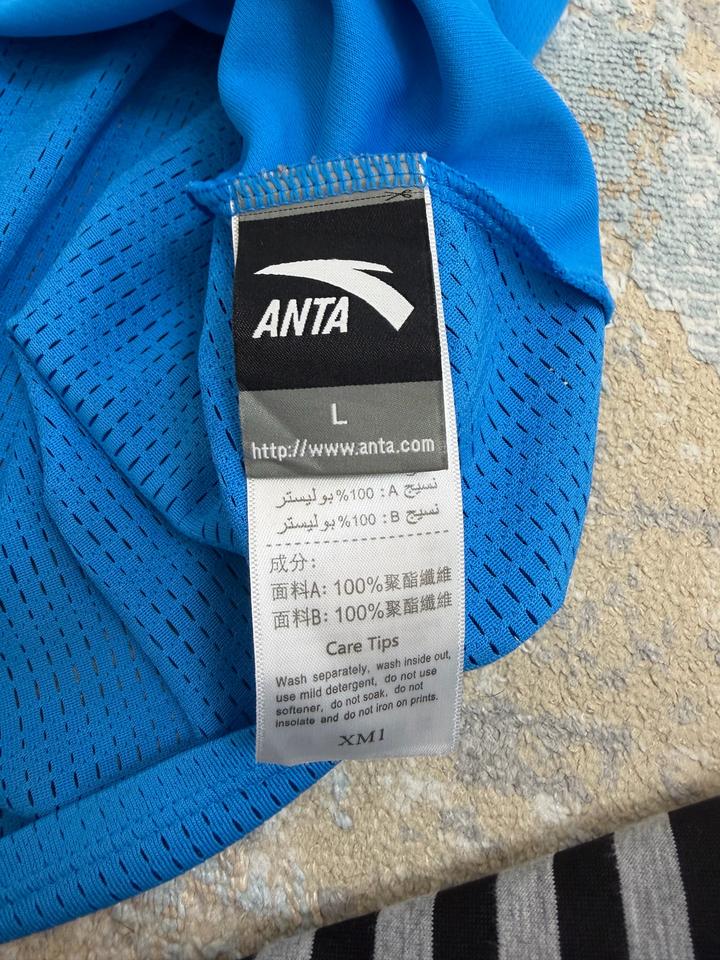 ANTA
L
http://www.anta.com
نسيج A: 100% بوليستر
نسيج B: 100% بوليستر
成分:
面料A: 100%聚酯纖維
面料B: 100%聚酯纖維
Care Tips
Wash separately, wash inside out,
use mild detergent, do not use
softener, do not soak, do not
insolate and do not iron on prints.
XM1